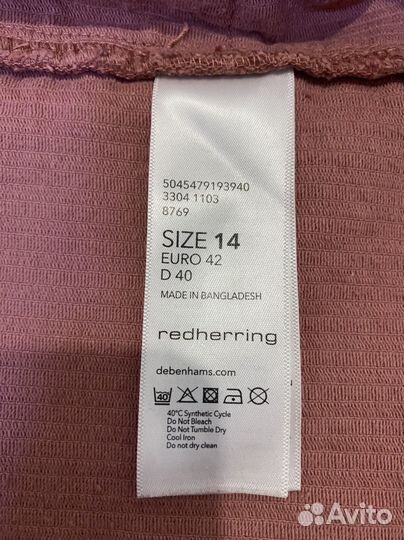 5045479193940
3304 1103
8769
SIZE 14
EURO 42
D 40
MADE IN BANGLADESH
redherring
debenhams.com
40
40°C Synthetic Cycle
Do Not Bleach
Do Not Tumble Dry
Cool Iron
Do not dry clean
Avito